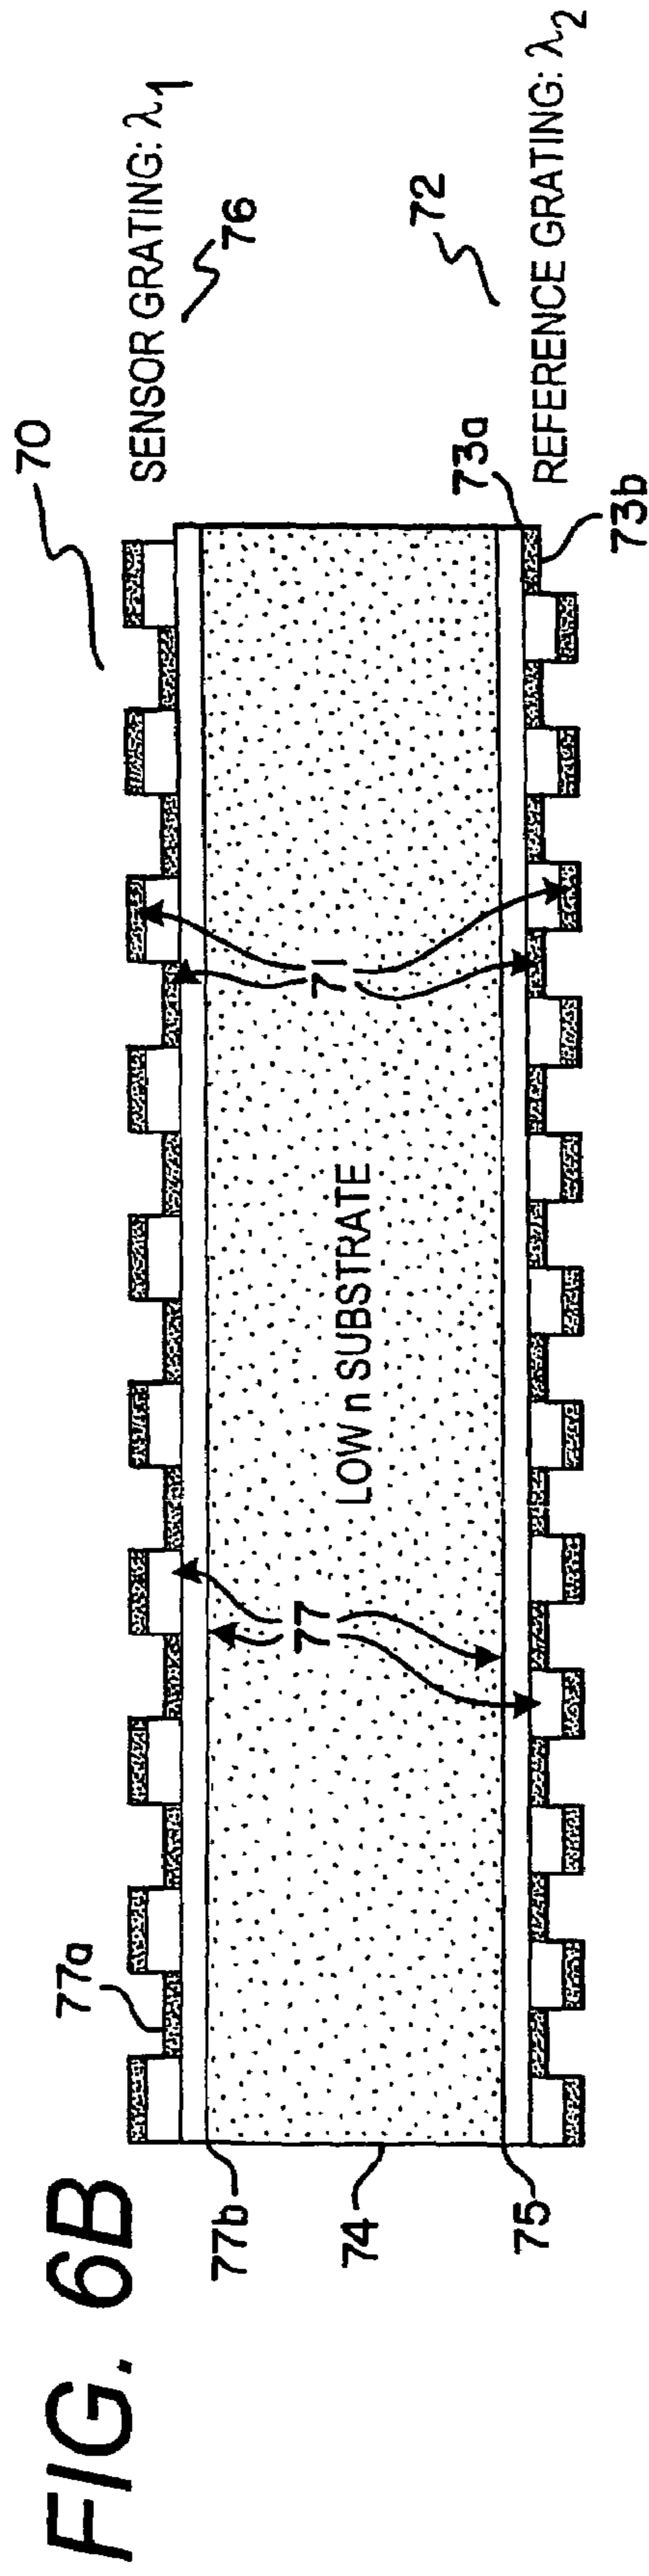 FIG. 6B
70
SENSOR GRATING: λ1
76
77a
77b
71
77
LOW n SUBSTRATE
74
72
73a
75
REFERENCE GRATING: λ2
73b